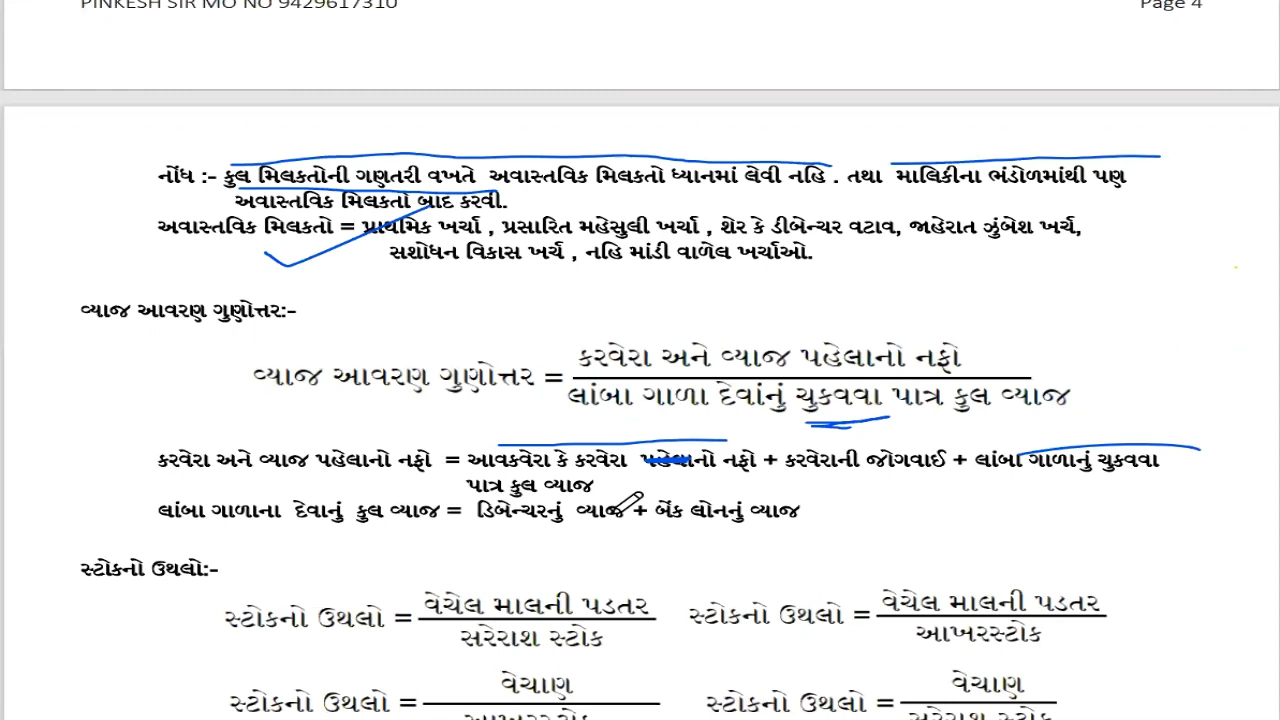 PINKESH SIR MO NO 9429617310 Page 4
નોંધ :- કુલ મિલકતોની ગણતરી વખતે અવાસ્તવિક મિલકતો ધ્યાનમાં લેવી નહિ . તથા માલિકીના ભંડોળમાંથી પણ
અવાસ્તવિક મિલકતો બાદ કરવી.
અવાસ્તવિક મિલકતો = પ્રાથમિક ખર્ચા , પ્રસારિત મહેસુલી ખર્ચા , શેર કે ડીબેન્ચર વટાવ, જાહેરાત ઝુંબેશ ખર્ચ,
સશોધન વિકાસ ખર્ચ , નહિ માંડી વાળેલ ખર્ચાઓ.
વ્યાજ આવરણ ગુણોત્તર:-
વ્યાજ આવરણ ગુણોત્તર = કરવેરા અને વ્યાજ પહેલાનો નફો
લાંબા ગાળા દેવાંનું ચુકવવા પાત્ર કુલ વ્યાજ
કરવેરા અને વ્યાજ પહેલાનો નફો = આવકવેરા કે કરવેરા પહેલાનો નફો + કરવેરાની જોગવાઈ + લાંબા ગાળાનું ચુકવવા
પાત્ર કુલ વ્યાજ
લાંબા ગાળાના દેવાનું કુલ વ્યાજ = ડિબેન્ચરનું વ્યાજ + બેંક લોનનું વ્યાજ
સ્ટોકનો ઉથલો:-
સ્ટોકનો ઉથલો = વેચેલ માલની પડતર સ્ટોકનો ઉથલો = વેચેલ માલની પડતર
સરેરાશ સ્ટોક આખરસ્ટોક
સ્ટોકનો ઉથલો = વેચાણ સ્ટોકનો ઉથલો = વેચાણ